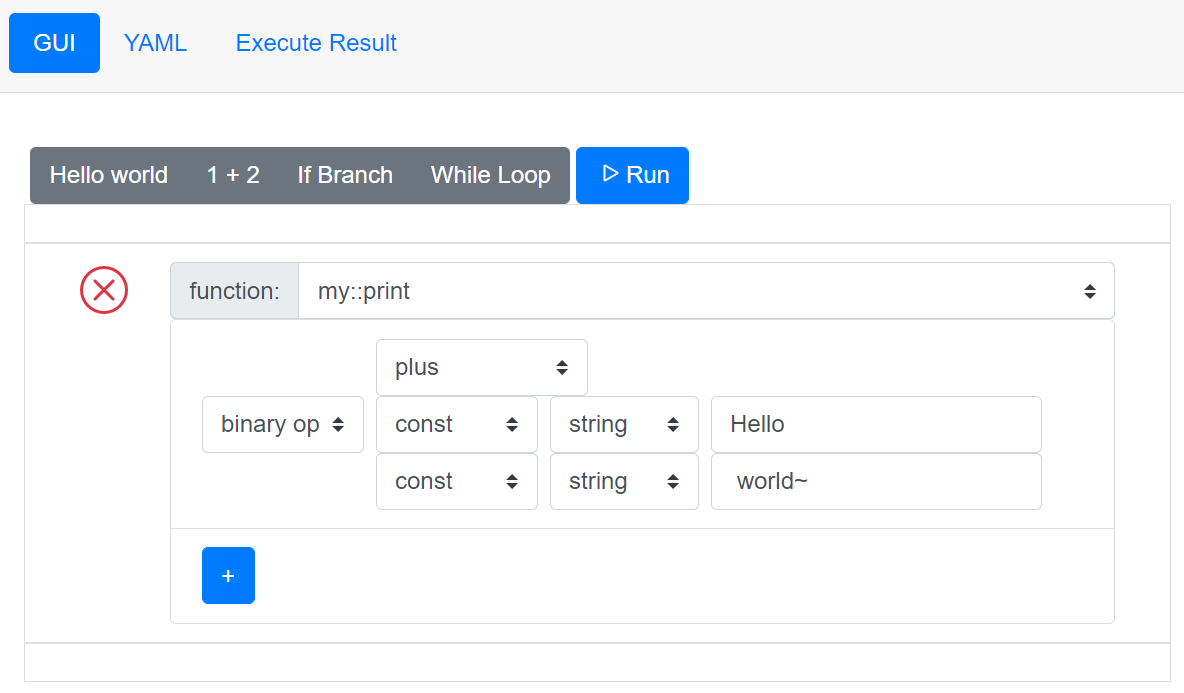 GUI YAML Execute Result
Hello world 1 + 2 If Branch While Loop Run
function: my::print
plus
binary op const string Hello
const string world~
+